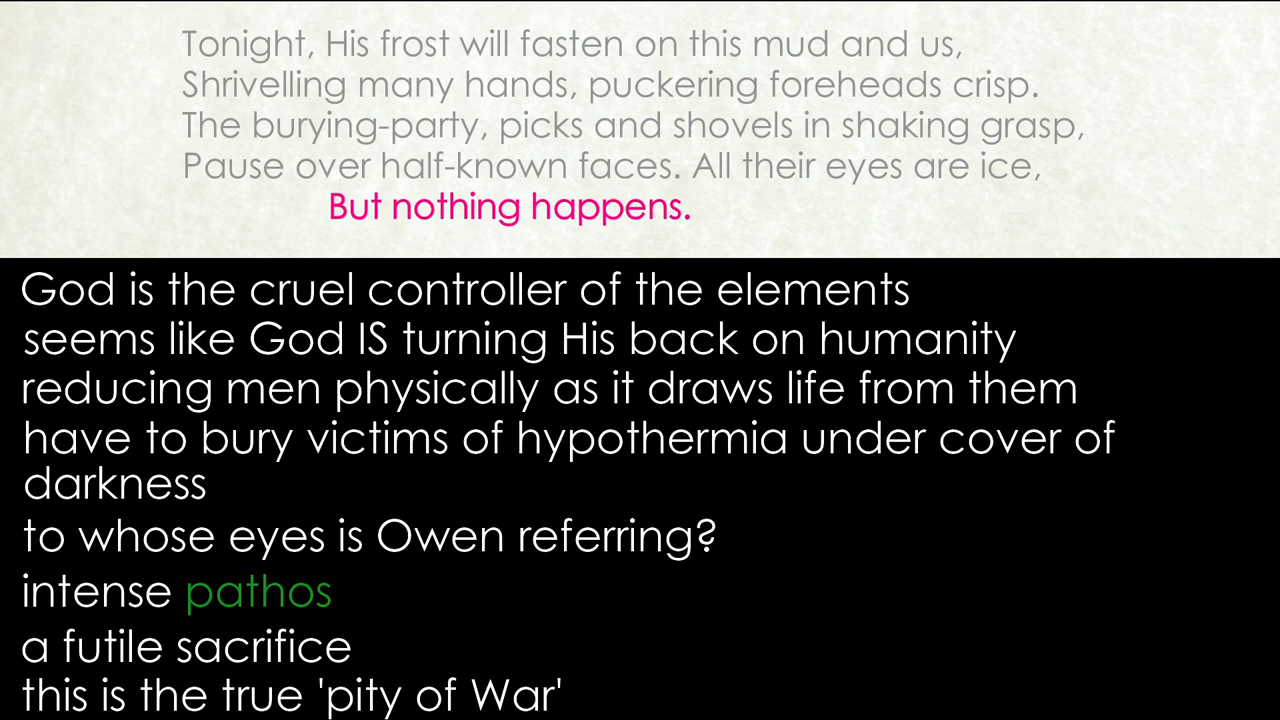 Tonight, His frost will fasten on this mud and us,
Shrivelling many hands, puckering foreheads crisp.
The burying-party, picks and shovels in shaking grasp,
Pause over half-known faces. All their eyes are ice,
But nothing happens.
God is the cruel controller of the elements
seems like God IS turning His back on humanity
reducing men physically as it draws life from them
have to bury victims of hypothermia under cover of
darkness
to whose eyes is Owen referring?
intense pathos
a futile sacrifice
this is the true 'pity of War'